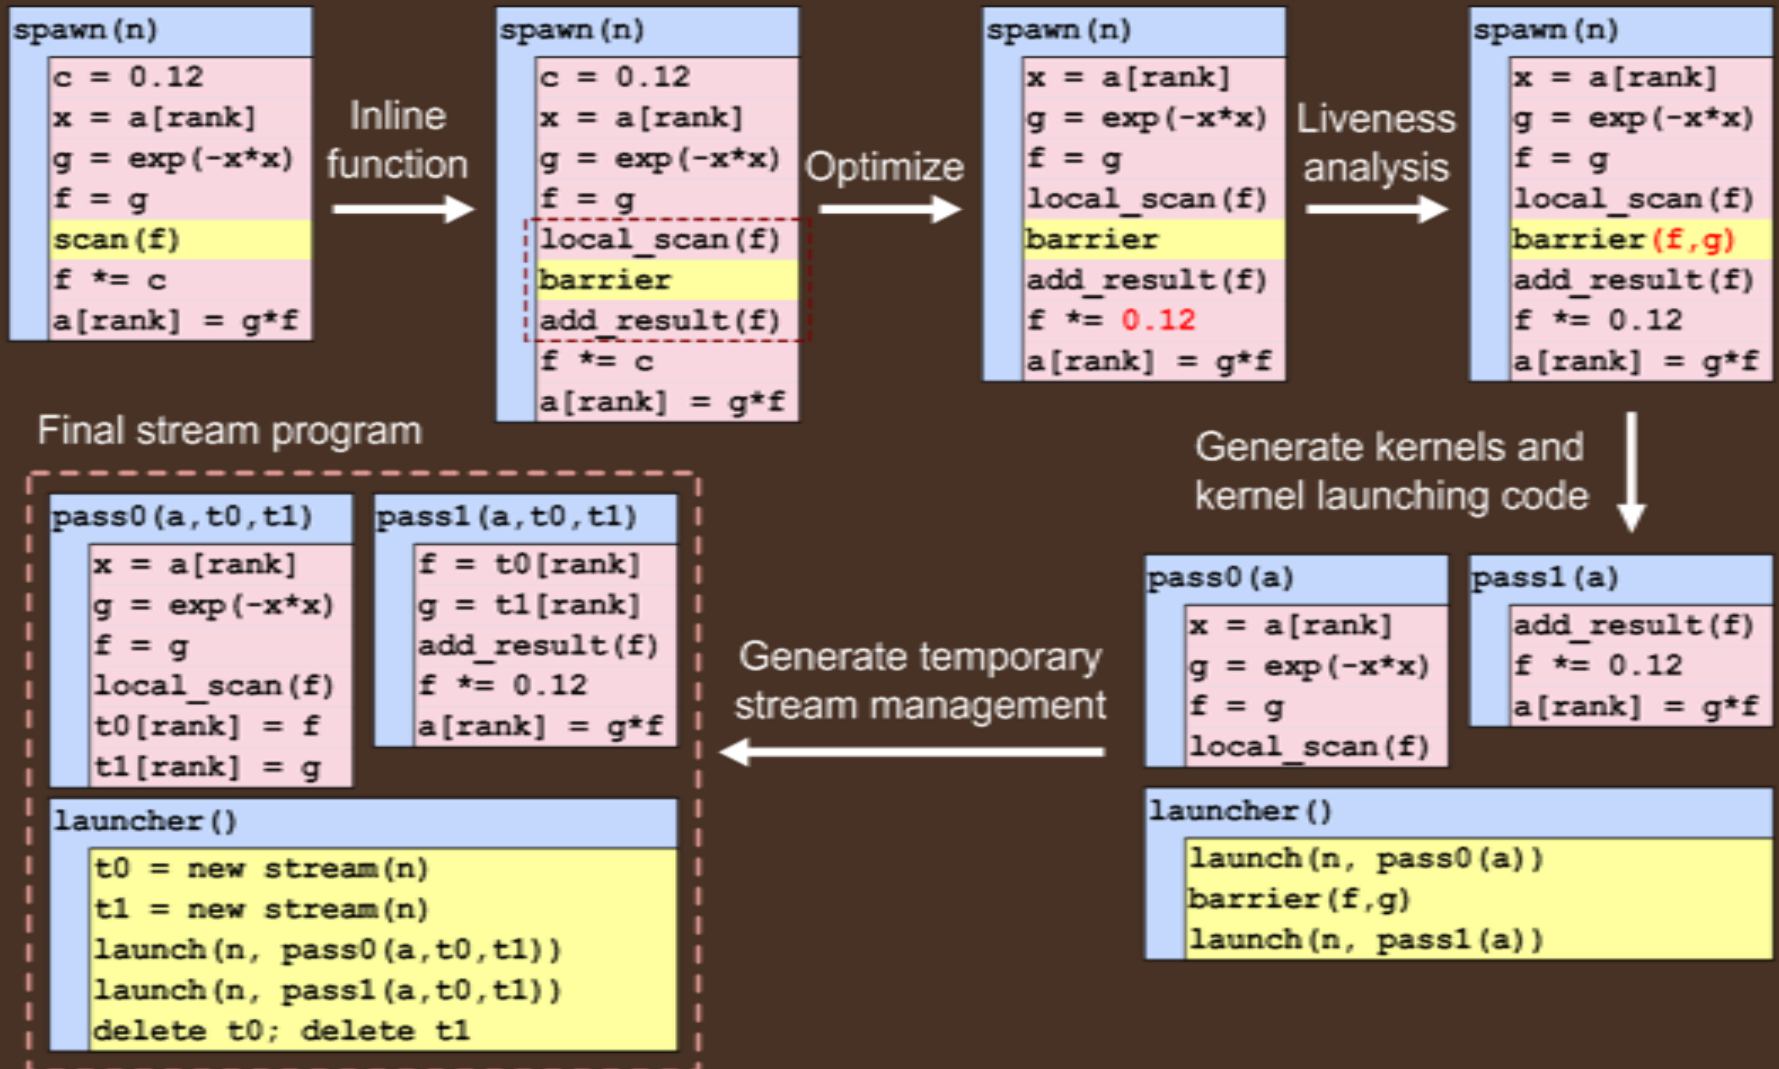 spawn(n)
c = 0.12
x = a[rank]
g = exp(-x*x)
f = g
scan(f)
f *= c
a[rank] = g*f
Inline
function
spawn(n)
c = 0.12
x = a[rank]
g = exp(-x*x)
f = g
local_scan(f)
barrier
add_result(f)
f *= c
a[rank] = g*f
Optimize
spawn(n)
x = a[rank]
g = exp(-x*x)
f = g
local_scan(f)
barrier
add_result(f)
f *= 0.12
a[rank] = g*f
Liveness
analysis
spawn(n)
x = a[rank]
g = exp(-x*x)
f = g
local_scan(f)
barrier(f,g)
add_result(f)
f *= 0.12
a[rank] = g*f
Generate kernels and
kernel launching code
pass0(a)
x = a[rank]
g = exp(-x*x)
f = g
local_scan(f)
pass1(a)
add_result(f)
f *= 0.12
a[rank] = g*f
launcher()
launch(n, pass0(a))
barrier(f,g)
launch(n, pass1(a))
Generate temporary
stream management
Final stream program
pass0(a,t0,t1)
x = a[rank]
g = exp(-x*x)
f = g
local_scan(f)
t0[rank] = f
t1[rank] = g
pass1(a,t0,t1)
f = t0[rank]
g = t1[rank]
add_result(f)
f *= 0.12
a[rank] = g*f
launcher()
t0 = new stream(n)
t1 = new stream(n)
launch(n, pass0(a,t0,t1))
launch(n, pass1(a,t0,t1))
delete t0; delete t1